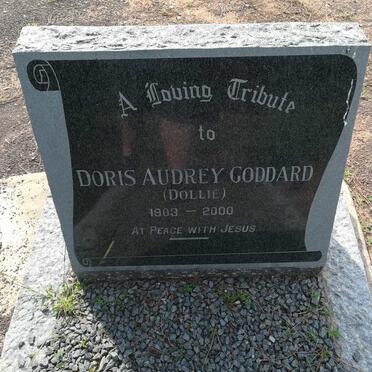 A Loving Tribute
to
DORIS AUDREY GODDARD
(DOLLIE)
1903 – 2000
AT PEACE WITH JESUS